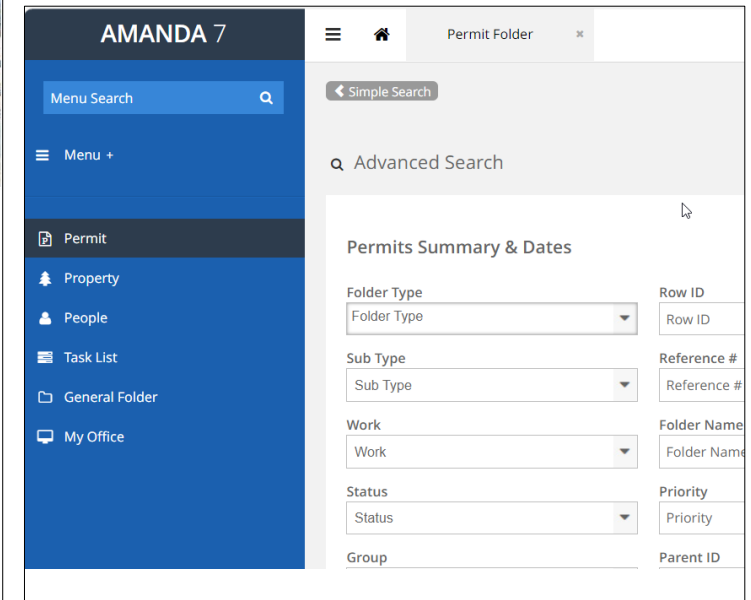 AMANDA 7
Permit Folder
Menu Search
Simple Search
Menu +
Advanced Search
Permit
Property
People
Task List
General Folder
My Office
Permits Summary & Dates
Folder Type
Row ID
Folder Type
Row ID
Sub Type
Reference #
Sub Type
Reference #
Work
Folder Name
Work
Folder Name
Status
Priority
Status
Priority
Group
Parent ID